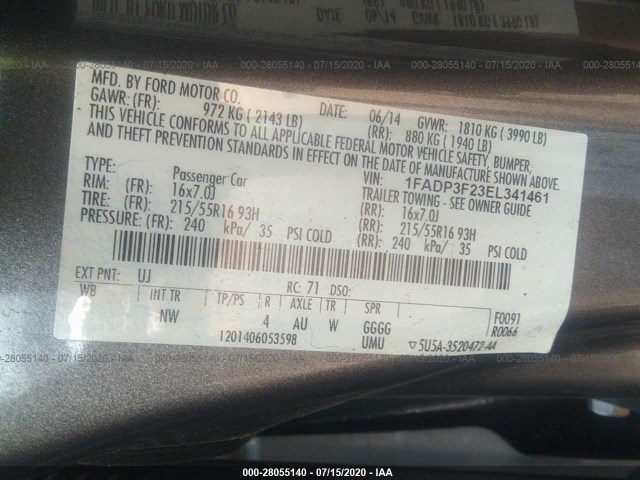 MFD. BY FORD MOTOR CO.
DATE: 06/14 GVWR: 1810 KG ( 3990 LB)
GAWR: (FR): 972 KG ( 2143 LB) (RR): 880 KG ( 1940 LB)
THIS VEHICLE CONFORMS TO ALL APPLICABLE FEDERAL MOTOR VEHICLE SAFETY, BUMPER,
AND THEFT PREVENTION STANDARDS IN EFFECT ON THE DATE OF MANUFACTURE SHOWN ABOVE.
VIN: 1FADP3F23EL341461
TYPE: Passenger Car TRAILER TOWING - SEE OWNER GUIDE
RIM: (FR): 16x7.0J (RR): 16x7.0J
TIRE: (FR): 215/55R16 93H (RR): 215/55R16 93H
PRESSURE: (FR) 240 kPa/ 35 PSI COLD (RR): 240 kPa/ 35 PSI COLD
EXT PNT: UJ RC: 71 DSO:
WB INT TR TP/PS R AXLE TR SPR F0091
NW 4 AU W GGGG R0066
1201406053598 UMU ▽5U5A-3520472-AA
000-28055140 - 07/15/2020 - IAA